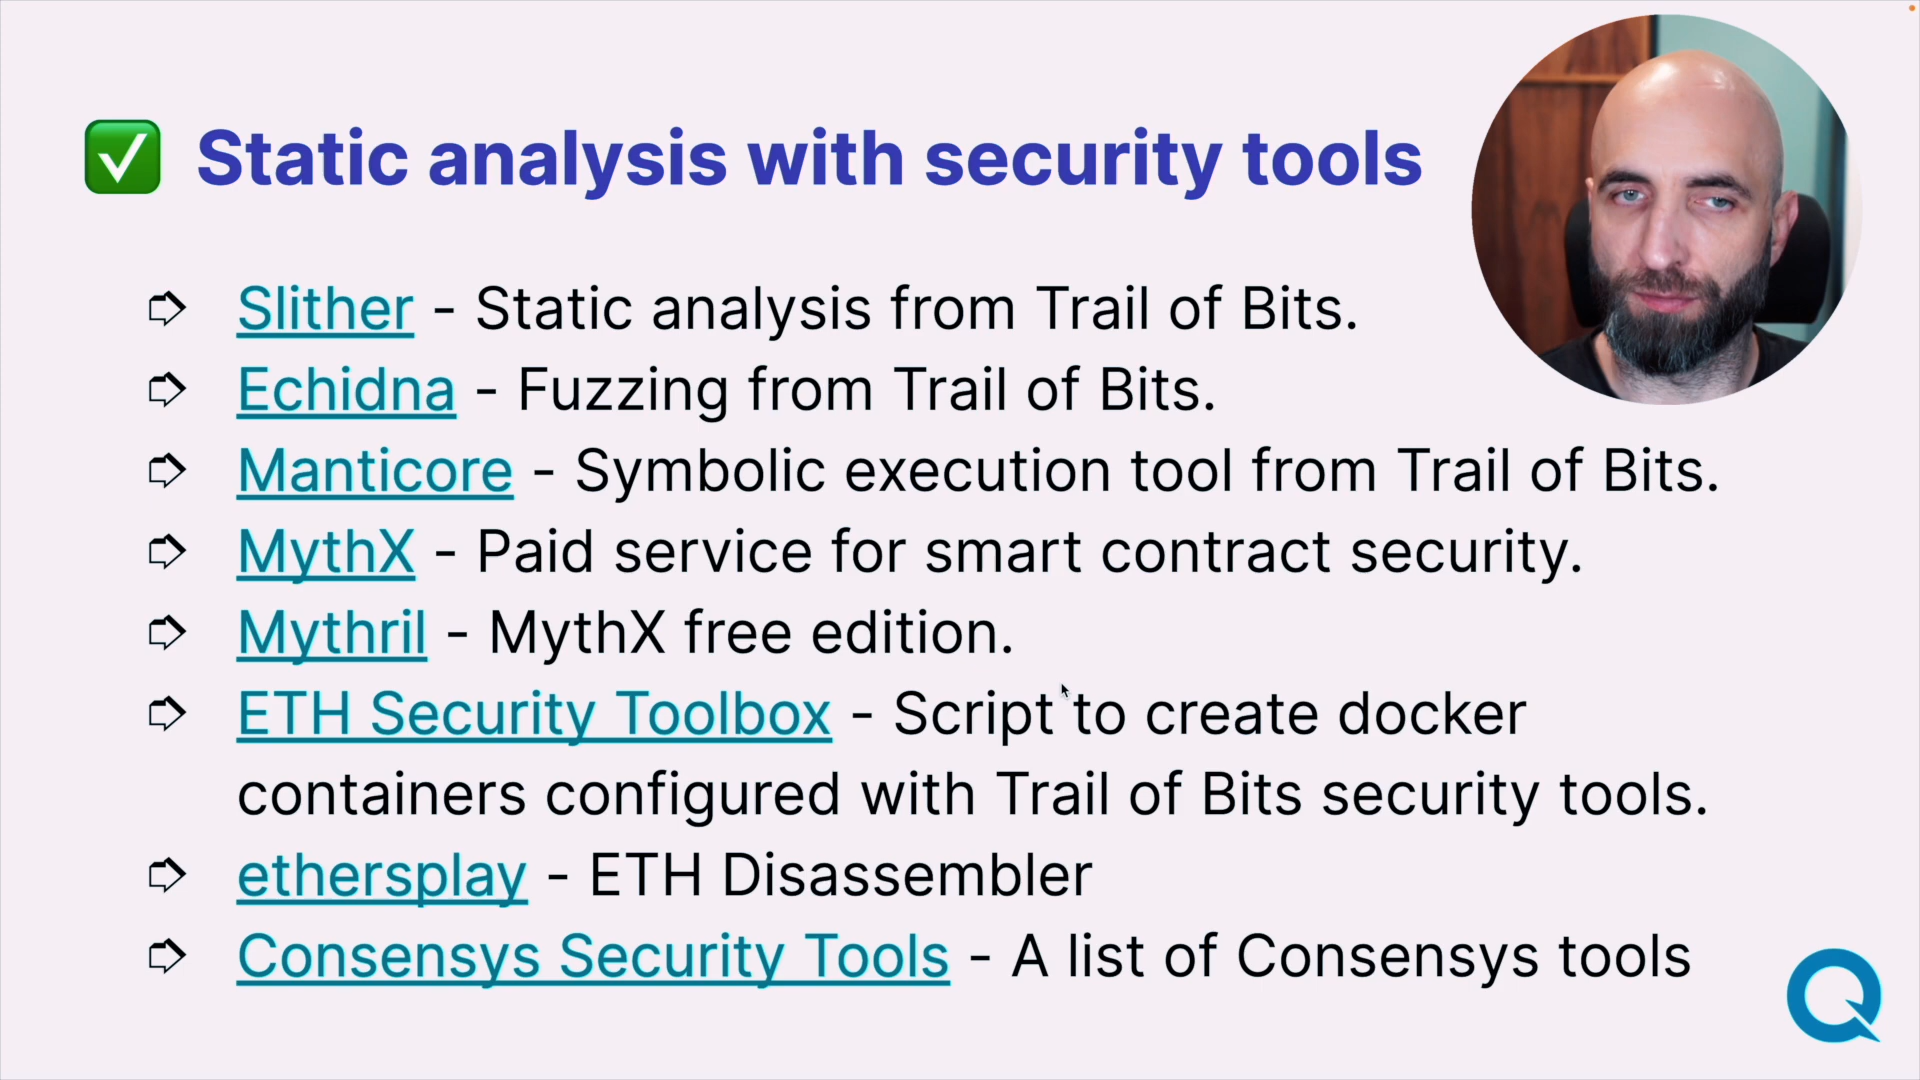 ✅ Static analysis with security tools
➩ Slither - Static analysis from Trail of Bits.
➩ Echidna - Fuzzing from Trail of Bits.
➩ Manticore - Symbolic execution tool from Trail of Bits.
➩ MythX - Paid service for smart contract security.
➩ Mythril - MythX free edition.
➩ ETH Security Toolbox - Script to create docker
containers configured with Trail of Bits security tools.
➩ ethersplay - ETH Disassembler
➩ Consensys Security Tools - A list of Consensys tools